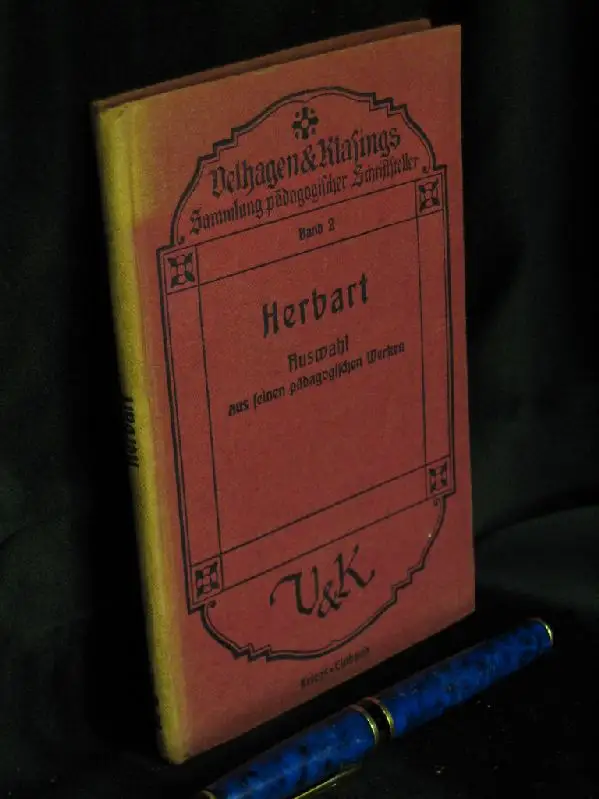 Velhagen & Klasings
Sammlung pädagogischer Schriftsteller
Band 2
Herbart
Auswahl
aus seinen pädagogischen Werken
V&K
Herbart